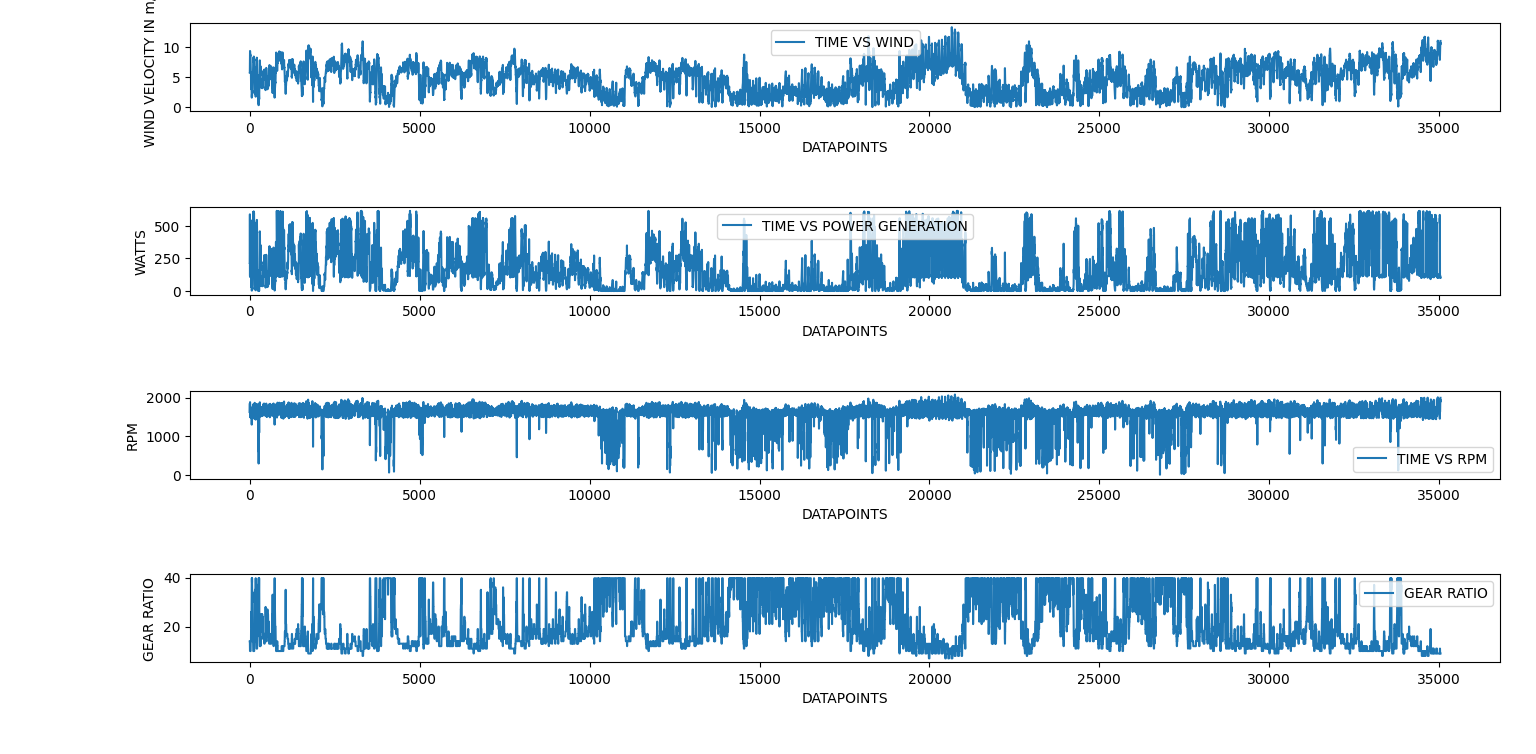 WIND VELOCITY IN m/
10
5
0
TIME VS WIND
0 5000 10000 15000 20000 25000 30000 35000
DATAPOINTS
WATTS
500
250
0
TIME VS POWER GENERATION
0 5000 10000 15000 20000 25000 30000 35000
DATAPOINTS
RPM
2000
1000
0
TIME VS RPM
0 5000 10000 15000 20000 25000 30000 35000
DATAPOINTS
GEAR RATIO
40
20
GEAR RATIO
0 5000 10000 15000 20000 25000 30000 35000
DATAPOINTS